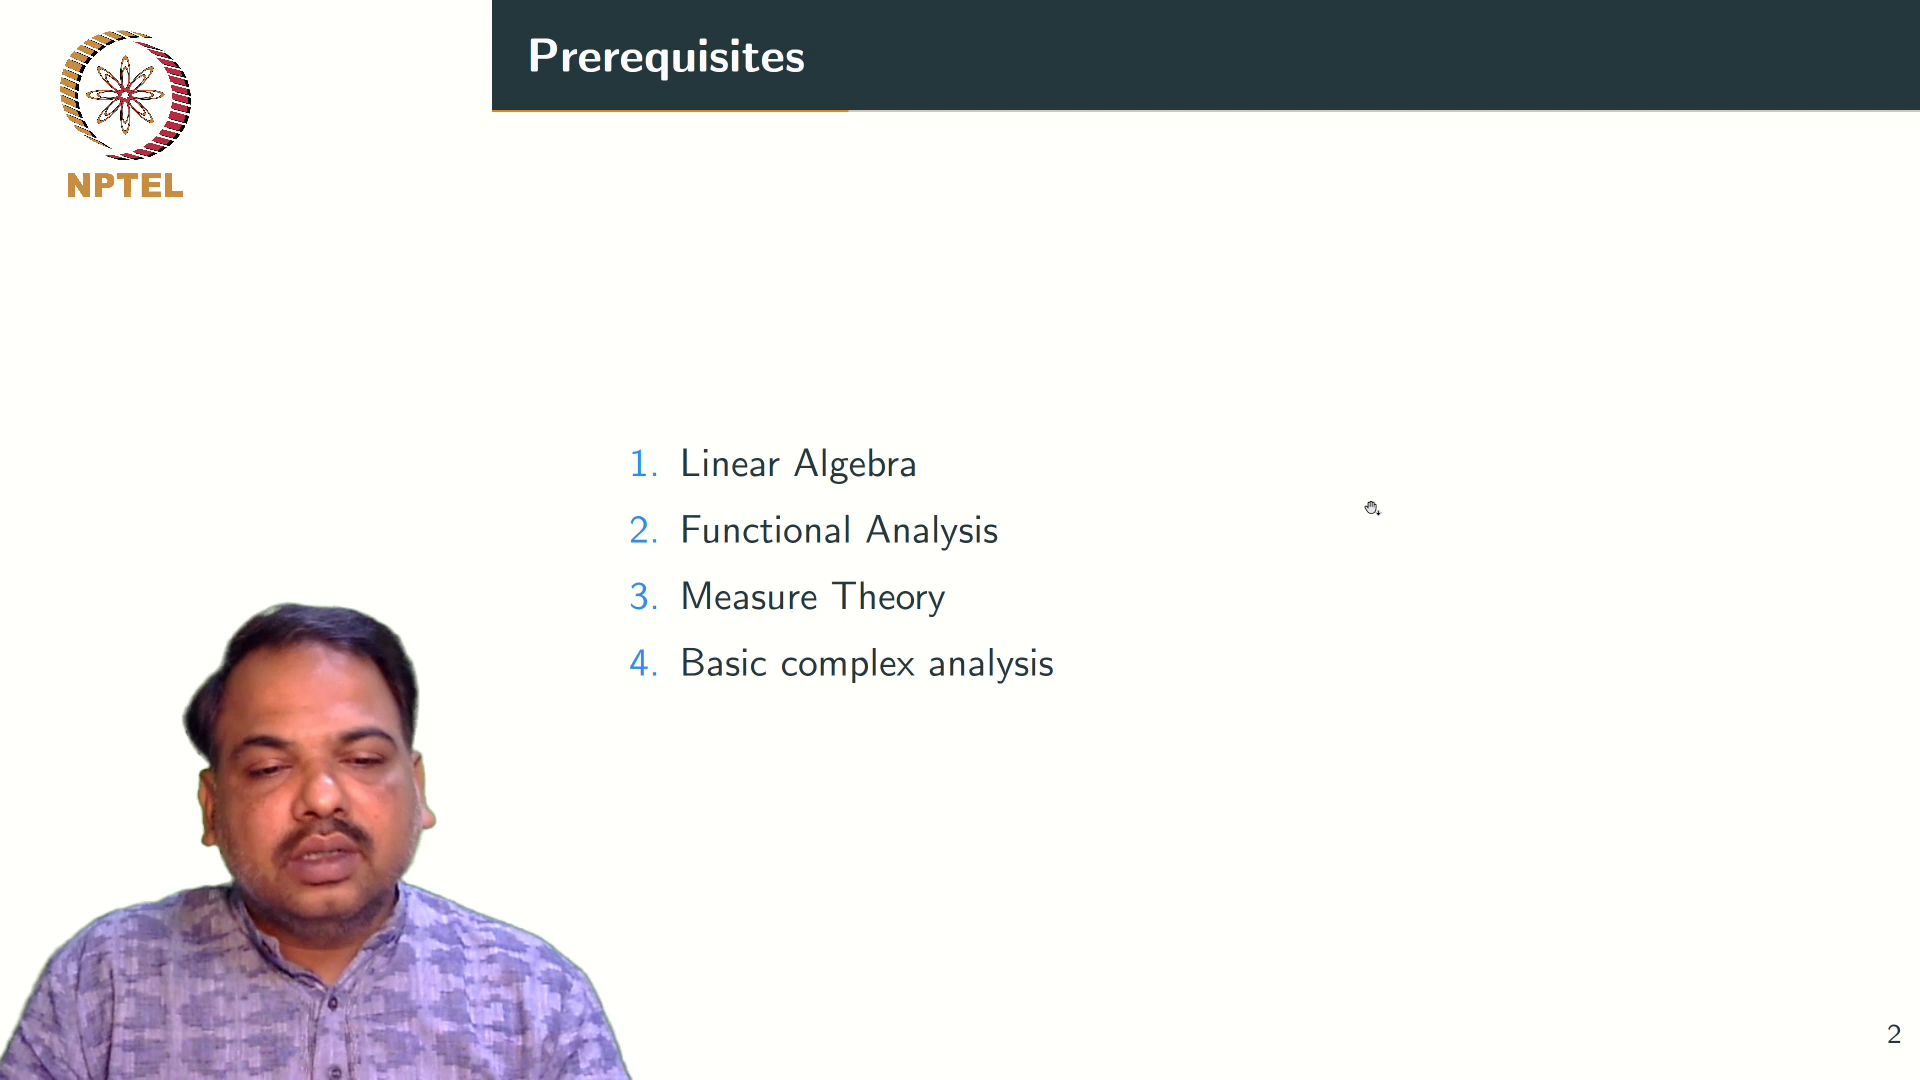 NPTEL
Prerequisites
1. Linear Algebra
2. Functional Analysis
3. Measure Theory
4. Basic complex analysis
2